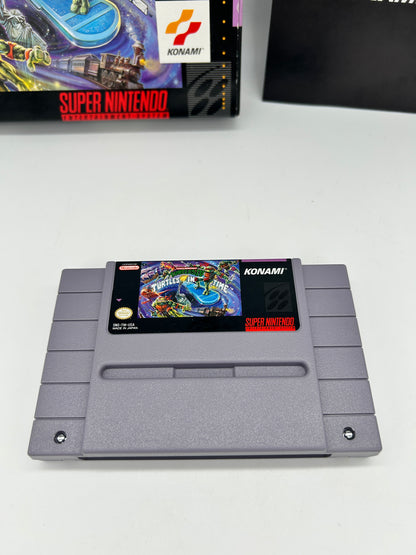 KONAMI
SUPER NINTENDO
ENTERTAINMENT SYSTEM
Nintendo
KONAMI
TURTLES IN TIME
SNS-TM-USA
MADE IN JAPAN
SUPER NINTENDO
ENTERTAINMENT SYSTEM